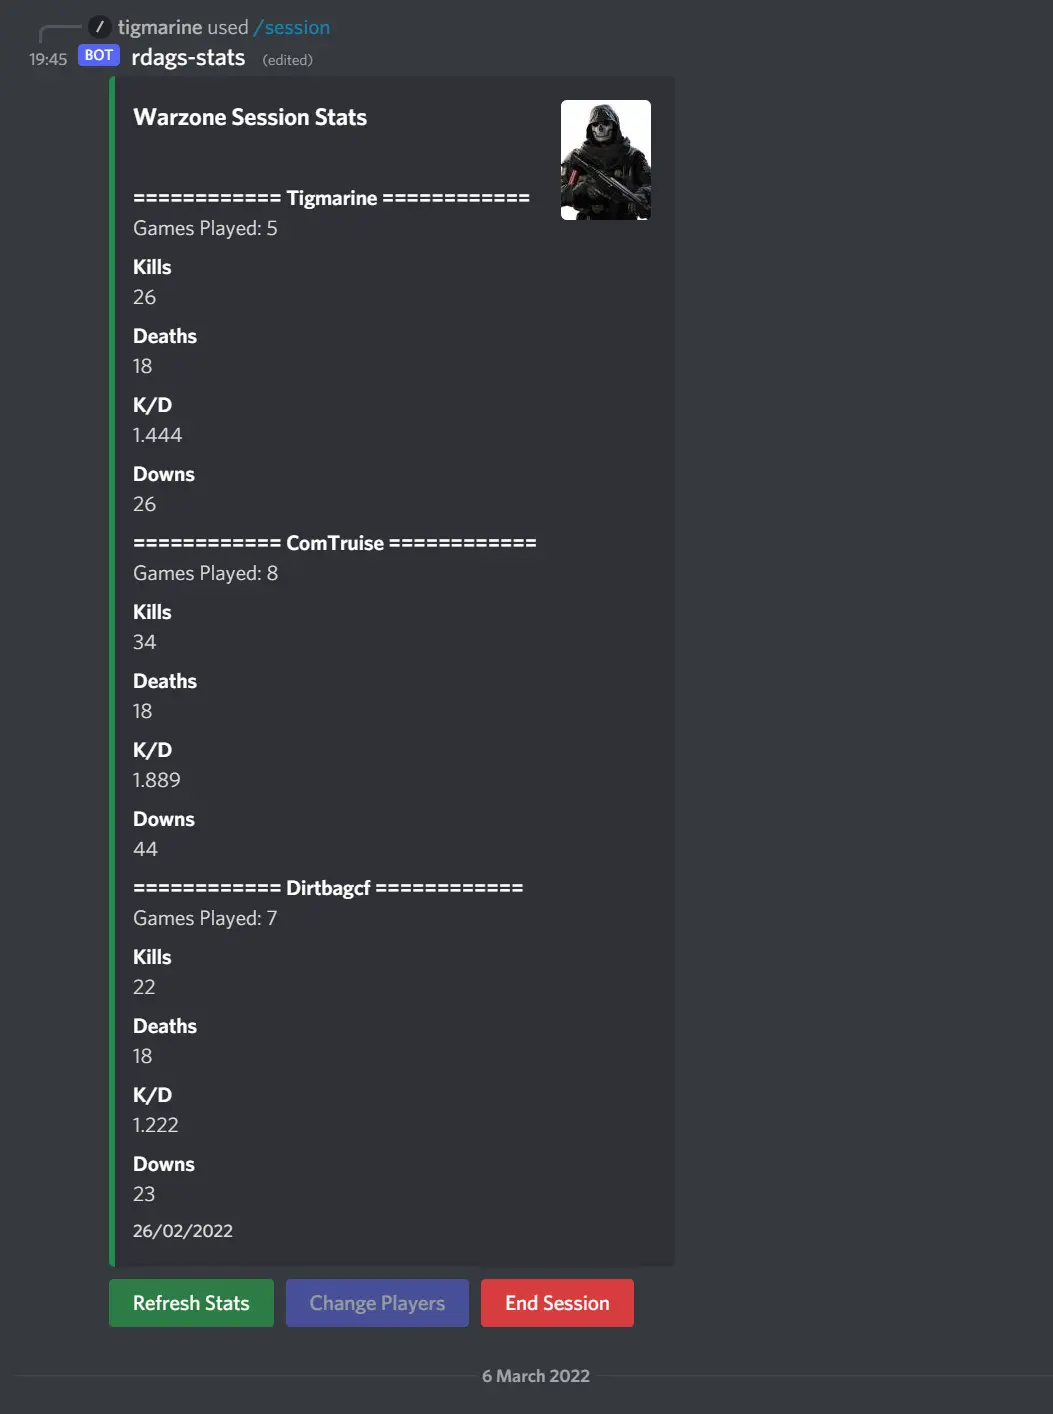 / tigmarine used /session
19:45 BOT rdags-stats (edited)
Warzone Session Stats
============ Tigmarine ============
Games Played: 5
Kills
26
Deaths
18
K/D
1.444
Downs
26
============ ComTruise ============
Games Played: 8
Kills
34
Deaths
18
K/D
1.889
Downs
44
============ Dirtbagcf ============
Games Played: 7
Kills
22
Deaths
18
K/D
1.222
Downs
23
26/02/2022
Refresh Stats Change Players End Session
6 March 2022